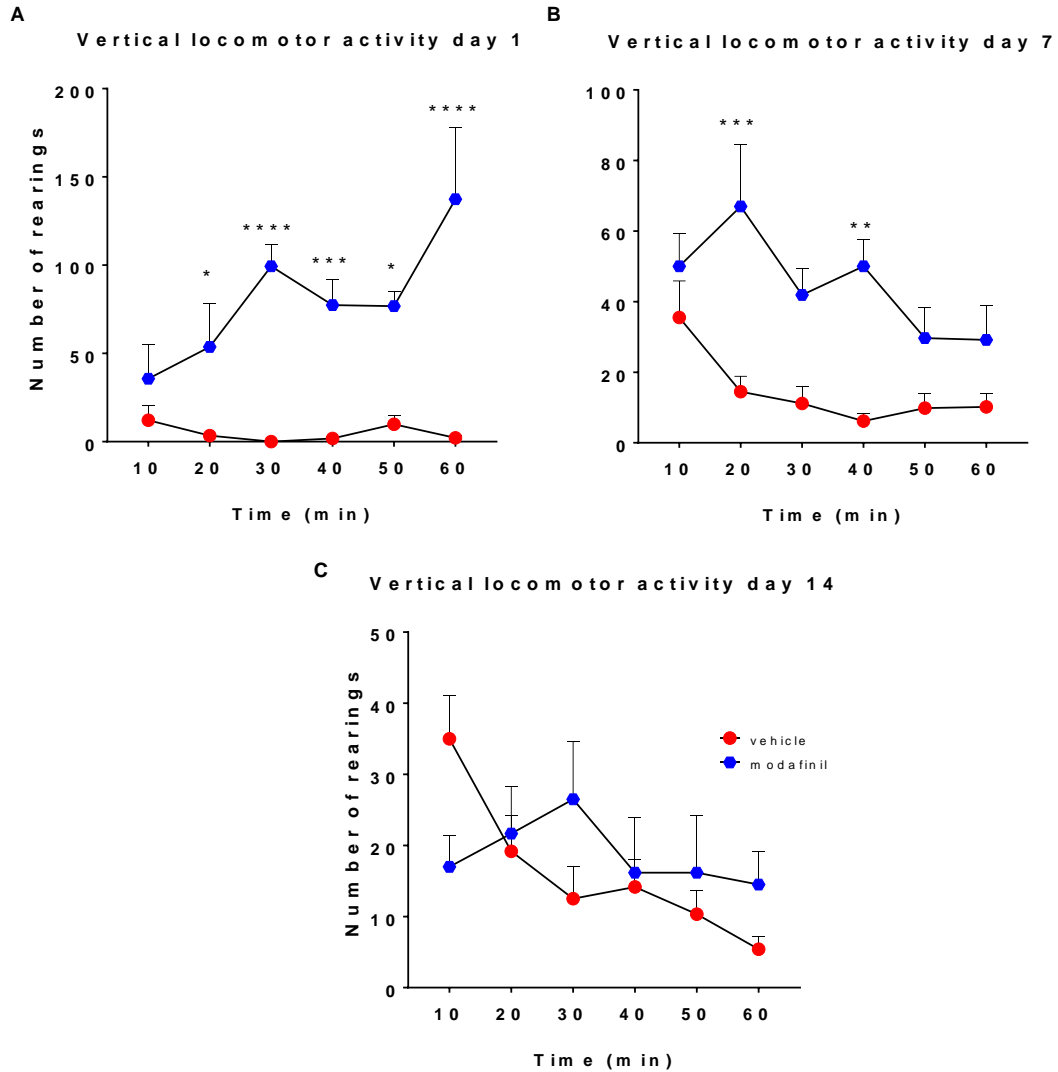 A
Vertical locomotor activity day 1
Number of rearings
200
150
100
50
0
*
****
***
*
****
10 20 30 40 50 60
Time (min)
B
Vertical locomotor activity day 7
100
80
60
40
20
0
***
**
10 20 30 40 50 60
Time (min)
C
Vertical locomotor activity day 14
Number of rearings
50
40
30
20
10
0
vehicle
modafinil
10 20 30 40 50 60
Time (min)